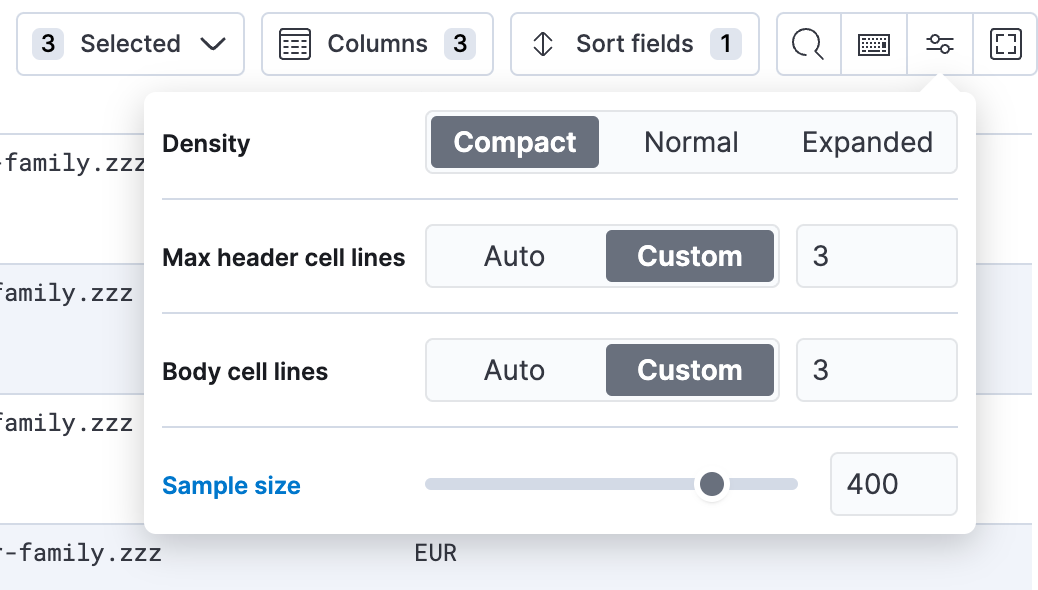 3 Selected Columns 3 Sort fields 1
Density Compact Normal Expanded
-family.zzz
Max header cell lines Auto Custom 3
family.zzz
Body cell lines Auto Custom 3
family.zzz
Sample size 400
r-family.zzz EUR